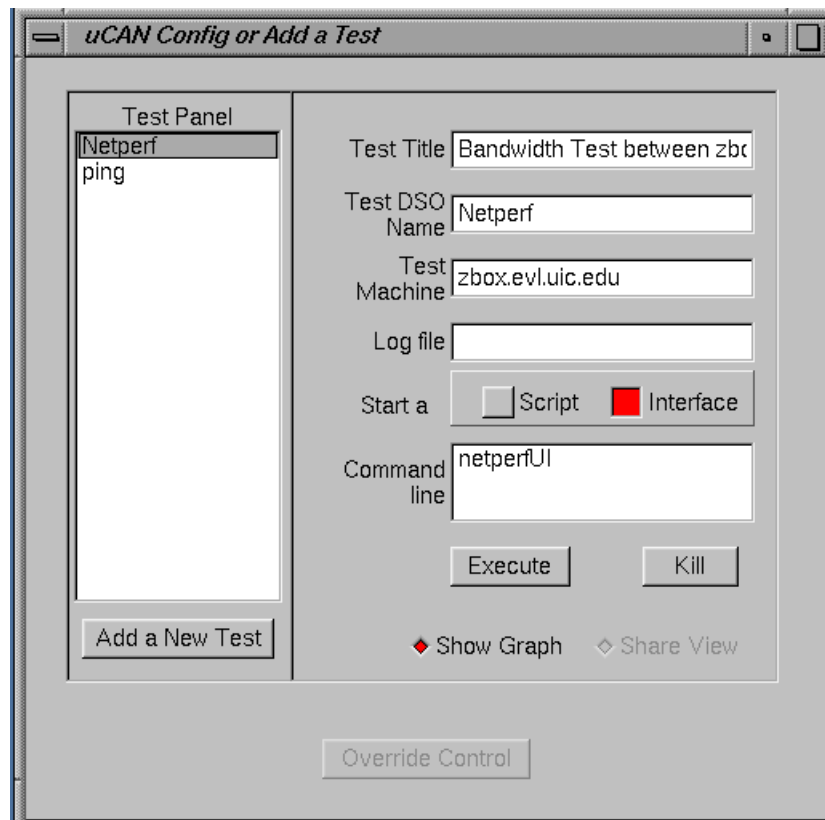 uCAN Config or Add a Test
Test Panel
Netperf
ping
Add a New Test
Test Title
Bandwidth Test between
Test DSO
Name
Netperf
Test
Machine
zbox.evl.uic.edu
Log file
Start a
Script
Interface
Command
line
netperfUI
Execute
Kill
Show Graph
Share View
Override Control